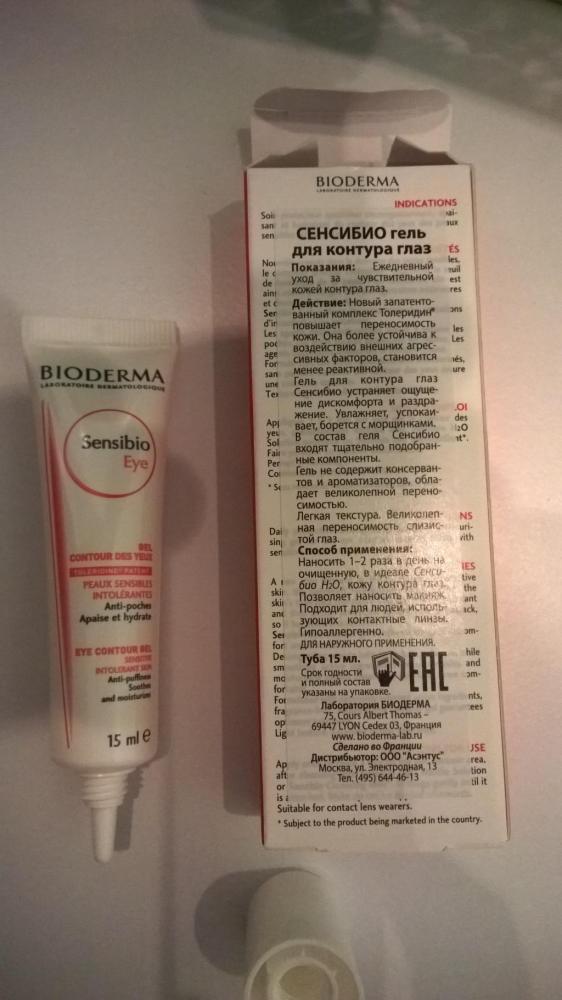 BIODERMA
LABORATOIRE DERMATOLOGIQUE
Sensibio
Eye
GEL
CONTOUR DES YEUX
TOLERIDINE® PATENTED
PEAUX SENSIBLES
INTOLÉRANTES
Anti-poches
Apaise et hydrate
EYE CONTOUR GEL
SENSITIVE
INTOLERANT SKIN
Anti-puffiness
Soothes
and moisturises
15 ml e
BIODERMA
LABORATOIRE DERMATOLOGIQUE
INDICATIONS
СЕНСИБИО гель
для контура глаз
Показания: Ежедневный
уход за чувствительной
кожей контура глаз.
Действие: Новый запатенто-
ванный комплекс Толеридин®
повышает переносимость
кожи. Она более устойчива к
воздействию внешних агрес-
сивных факторов, становится
менее реактивной.
Гель для контура глаз
Сенсибио устраняет ощуще-
ние дискомфорта и раздра-
жение. Увлажняет, успокаи-
вает, борется с морщинками.
В состав геля Сенсибио
входят тщательно подобран-
ные компоненты.
Гель не содержит консерван-
тов и ароматизаторов, обла-
дает великолепной перено-
симостью.
Легкая текстура. Великолеп-
ная переносимость слизис-
той глаз.
Способ применения:
Наносить 1–2 раза в день на
очищенную, в идеале Сенси-
био H₂O, кожу контура глаз.
Позволяет наносить макияж.
Подходит для людей, исполь-
зующих контактные линзы.
Гипоаллергенно.
ДЛЯ НАРУЖНОГО ПРИМЕНЕНИЯ.
Туба 15 мл.
Срок годности
и полный состав
указаны на упаковке.
EAC
Лаборатория БИОДЕРМА
75, Cours Albert Thomas –
69447 LYON Cedex 03, Франция
www. bioderma-lab.ru
Сделано во Франции
Дистрибьютор: ООО "Асэнтус"
Москва, ул. Электродная, 13
Тел. (495) 644-46-13
Suitable for contact lens wearers.
* Subject to the product being marketed in the country.